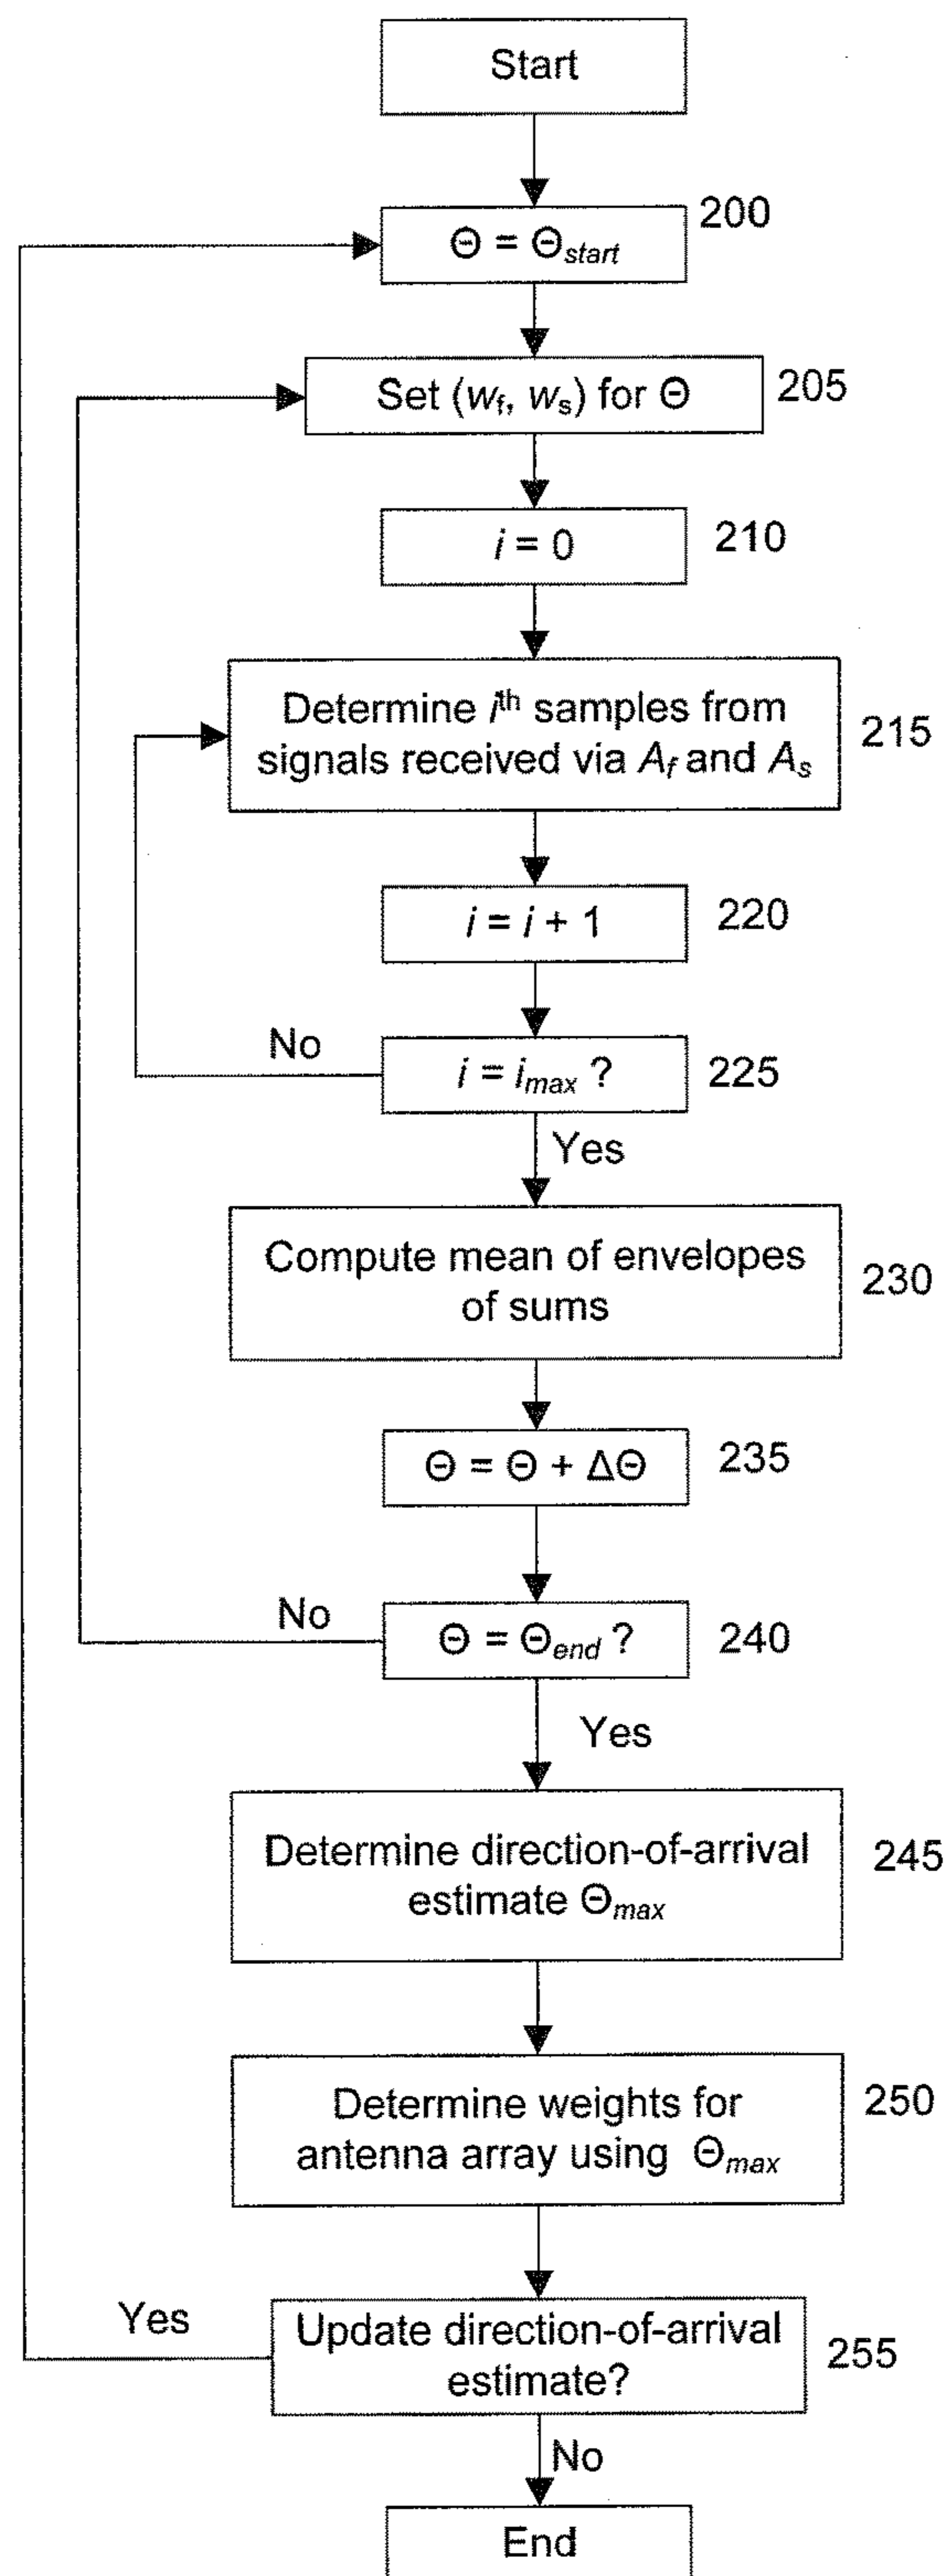 Start
200
Θ = Θstart
205
Set (wf, ws) for Θ
210
i = 0
Determine ith samples from
signals received via Af and As
215
i = i + 1
220
No
i = imax ?
225
Yes
Compute mean of envelopes
of sums
230
Θ = Θ + ΔΘ
235
No
Θ = Θend ?
240
Yes
Determine direction-of-arrival
estimate Θmax
245
Determine weights for
antenna array using Θmax
250
Yes
Update direction-of-arrival
estimate?
255
No
End